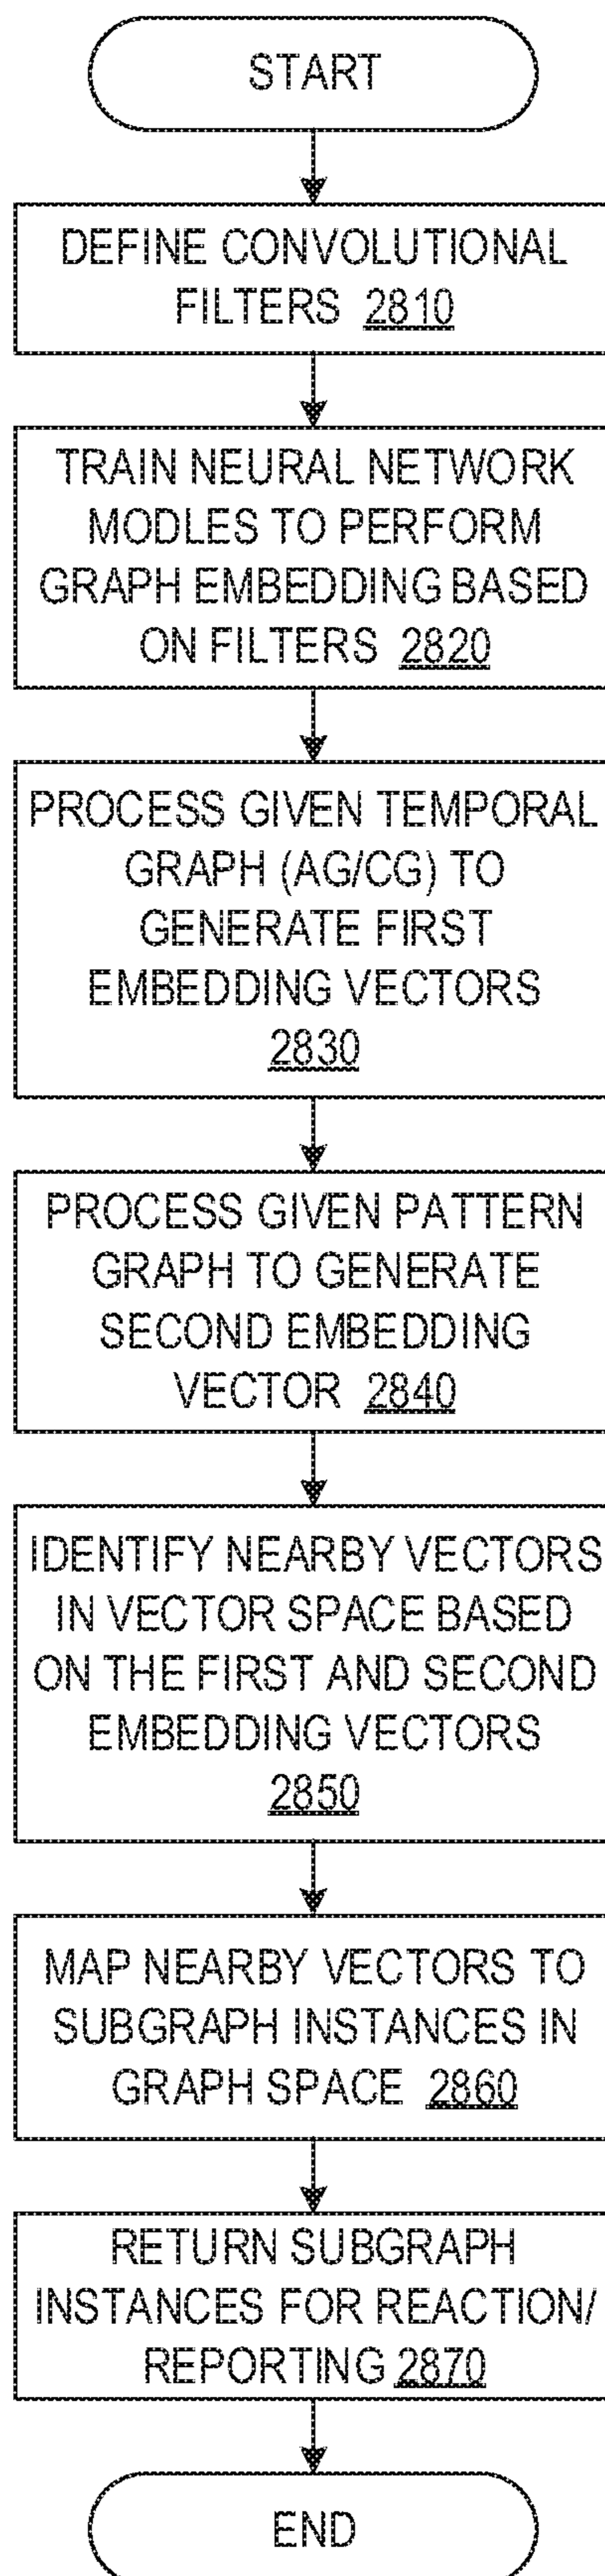 START
DEFINE CONVOLUTIONAL
FILTERS 2810
TRAIN NEURAL NETWORK
MODLES TO PERFORM
GRAPH EMBEDDING BASED
ON FILTERS 2820
PROCESS GIVEN TEMPORAL
GRAPH (AG/CG) TO
GENERATE FIRST
EMBEDDING VECTORS
2830
PROCESS GIVEN PATTERN
GRAPH TO GENERATE
SECOND EMBEDDING
VECTOR 2840
IDENTIFY NEARBY VECTORS
IN VECTOR SPACE BASED
ON THE FIRST AND SECOND
EMBEDDING VECTORS
2850
MAP NEARBY VECTORS TO
SUBGRAPH INSTANCES IN
GRAPH SPACE 2860
RETURN SUBGRAPH
INSTANCES FOR REACTION/
REPORTING 2870
END